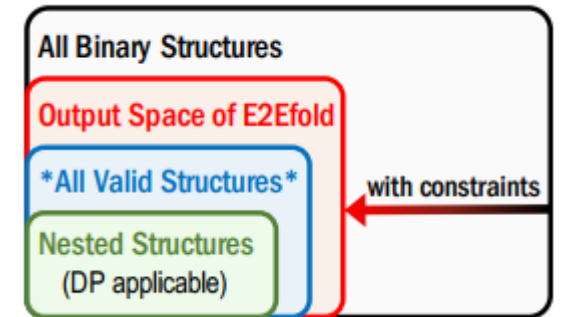 All Binary Structures
Output Space of E2Efold
*All Valid Structures*
with constraints
Nested Structures
(DP applicable)